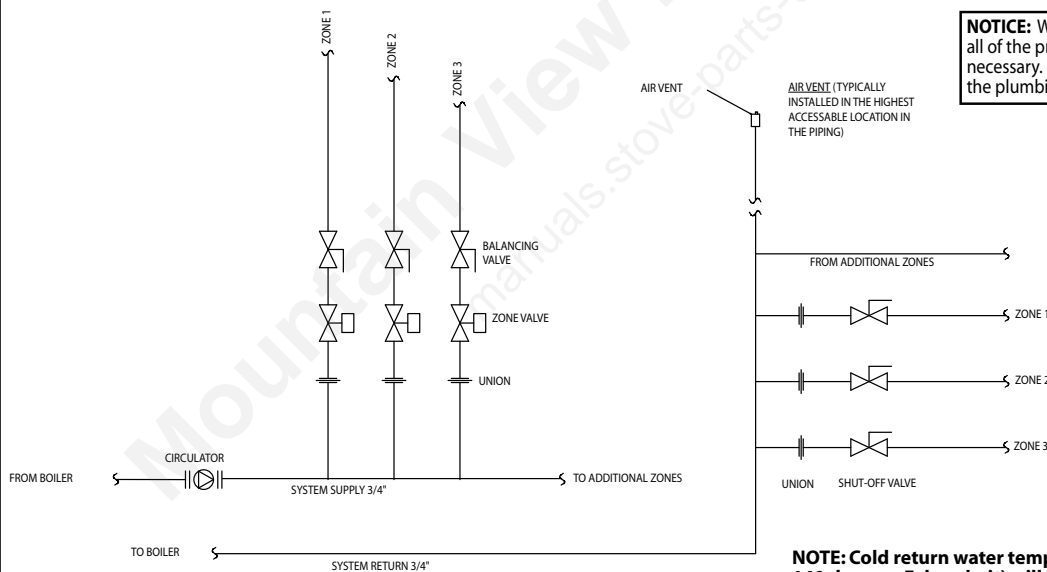 ZONE 1
ZONE 2
ZONE 3
BALANCING
VALVE
ZONE VALVE
UNION
CIRCULATOR
FROM BOILER
SYSTEM SUPPLY 3/4"
TO ADDITIONAL ZONES
TO BOILER
SYSTEM RETURN 3/4"
AIR VENT
AIR VENT (TYPICALLY
INSTALLED IN THE HIGHEST
ACCESSABLE LOCATION IN
THE PIPING)
NOTICE:
all of the
necessary.
the
FROM ADDITIONAL ZONES
ZONE 1
ZONE 2
ZONE 3
UNION
SHUT-OFF VALVE
NOTE: Cold return water
Mountain View
manuals.stove-parts-